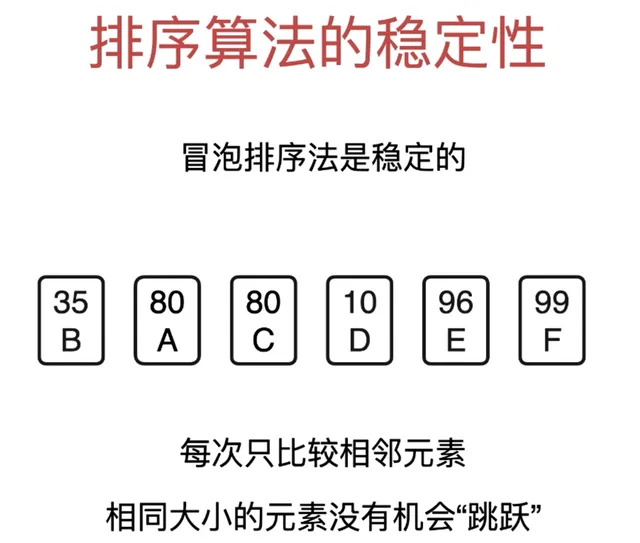 排序算法的稳定性
冒泡排序法是稳定的
35 80 80 10 96 99
B A C D E F
每次只比较相邻元素
相同大小的元素没有机会“跳跃”